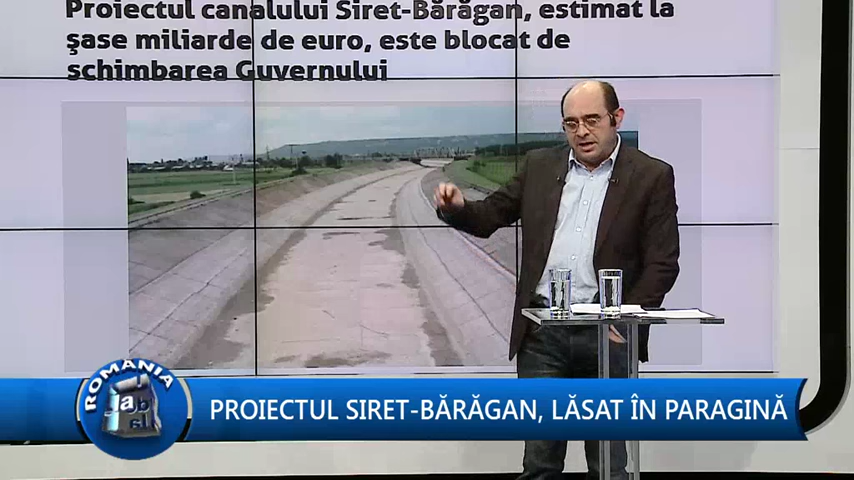 Proiectul canalului Siret-Bărăgan, estimat la
șase miliarde de euro, este blocat de
schimbarea Guvernului
ROMANIA
PROIECTUL SIRET-BĂRĂGAN, LĂSAT ÎN PARAGINĂ